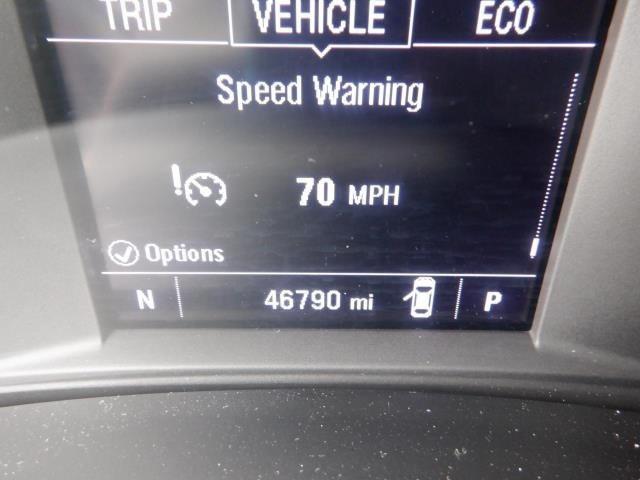 TRIP VEHICLE ECO
Speed Warning
70 MPH
Options
N 46790 mi P